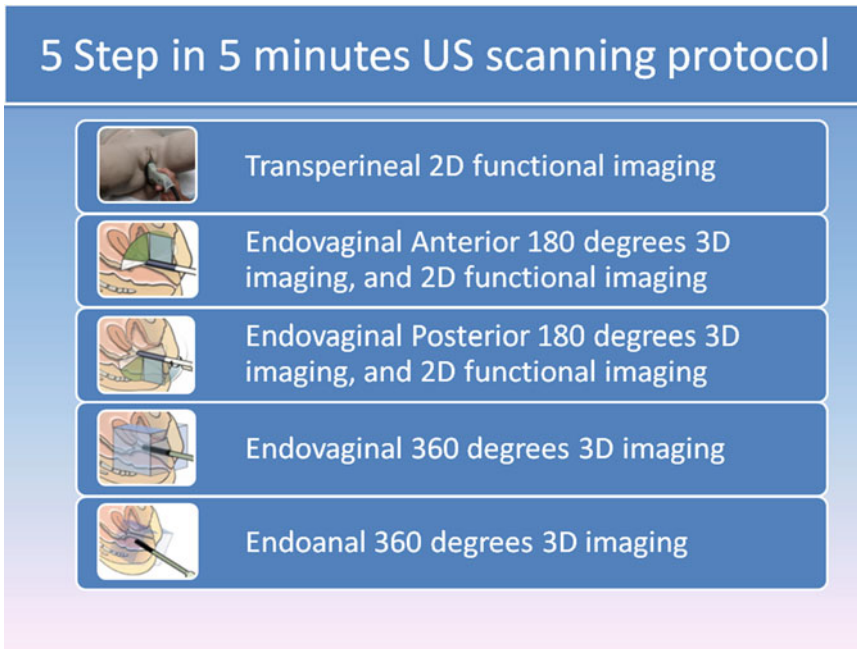 5 Step in 5 minutes US scanning protocol
Transperineal 2D functional imaging
Endovaginal Anterior 180 degrees 3D
imaging, and 2D functional imaging
Endovaginal Posterior 180 degrees 3D
imaging, and 2D functional imaging
Endovaginal 360 degrees 3D imaging
Endoanal 360 degrees 3D imaging